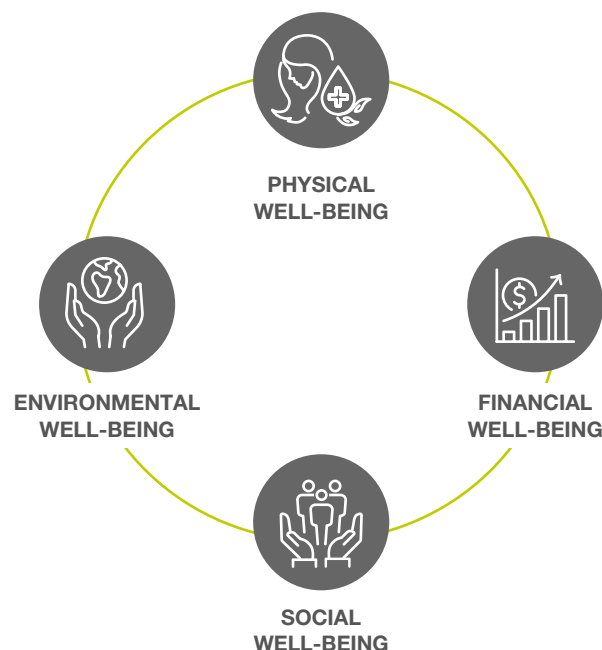 PHYSICAL
WELL-BEING
ENVIRONMENTAL
WELL-BEING
$
FINANCIAL
WELL-BEING
SOCIAL
WELL-BEING